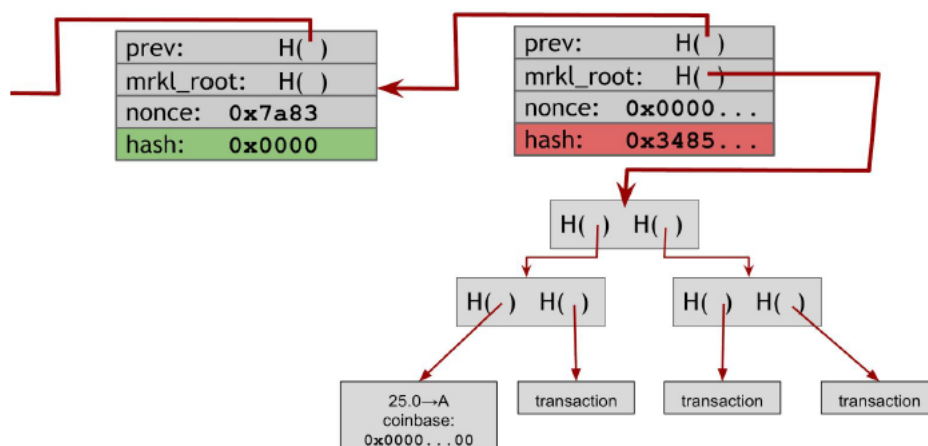 prev: H( )
mrkl_root: H( )
nonce: 0x7a83
hash: 0x0000
prev: H( )
mrkl_root: H( )
nonce: 0x0000...
hash: 0x3485...
H( ) H( )
H( ) H( )
H( ) H( )
25.0→A
coinbase:
0x0000...00
transaction
transaction
transaction